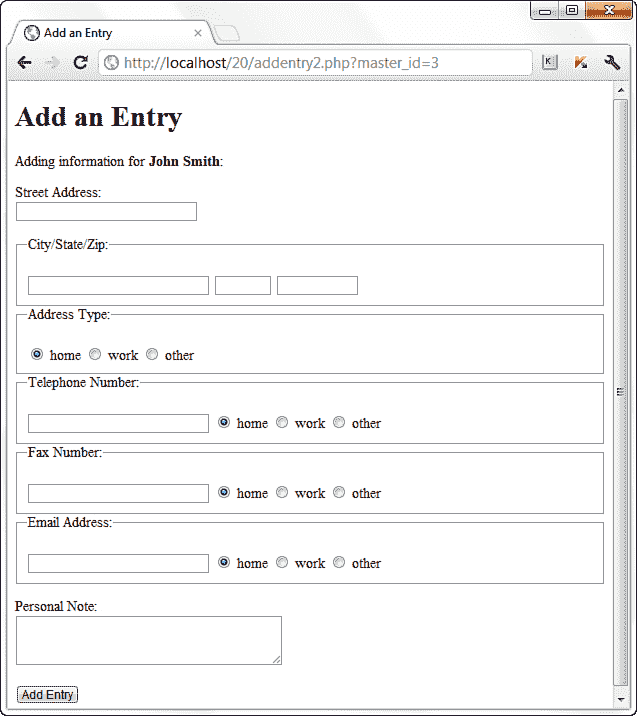 Add an Entry
http://localhost/20/addentry2.php?master_id=3
Add an Entry
Adding information for John Smith:
Street Address:
City/State/Zip:
Address Type:
home work other
Telephone Number:
home work other
Fax Number:
home work other
Email Address:
home work other
Personal Note:
Add Entry